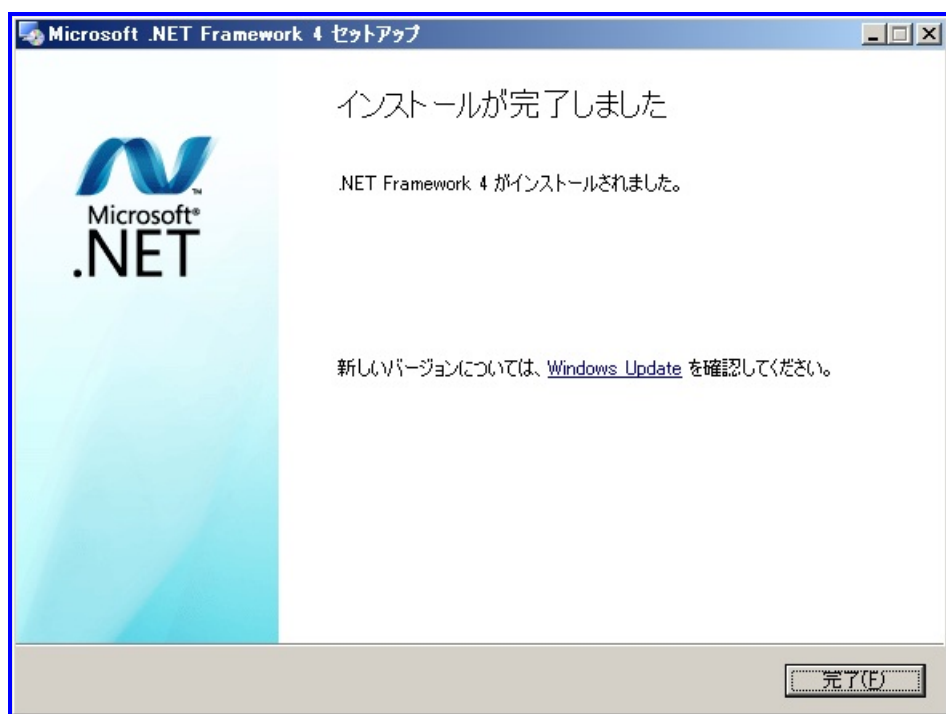 Microsoft .NET Framework 4 セットアップ
インストールが完了しました
.NET Framework 4 がインストールされました。
Microsoft®
.NET™
新しいバージョンについては、Windows Update を確認してください。
完了(F)